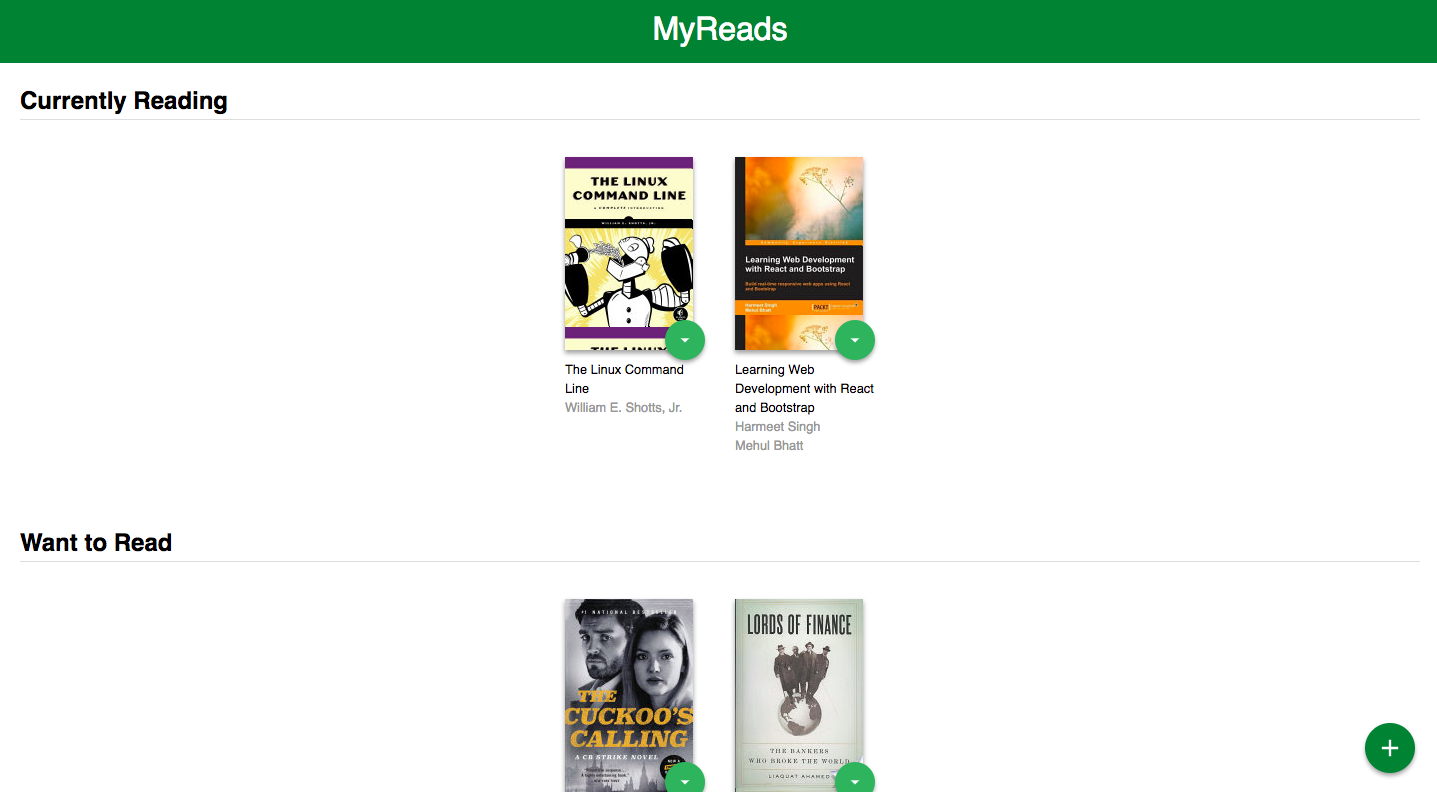 MyReads
Currently Reading
THE LINUX
COMMAND LINE
A COMPLETE INTRODUCTION
WILLIAM E. SHOTTS, JR.
THE LINUX
Learning Web Development
with React and Bootstrap
Build real-time responsive web apps using React
and Bootstrap
Harmeet Singh
Mehul Bhatt
PACKT
The Linux Command
Line
William E. Shotts, Jr.
Learning Web
Development with React
and Bootstrap
Harmeet Singh
Mehul Bhatt
Want to Read
#1 NATIONAL BESTSELLER
THE
CUCKOO'S
CALLING
A CB STRIKE NOVEL
NOW A
LORDS OF FINANCE
THE BANKERS
WHO BROKE THE WORLD
LIAQUAT AHAMED